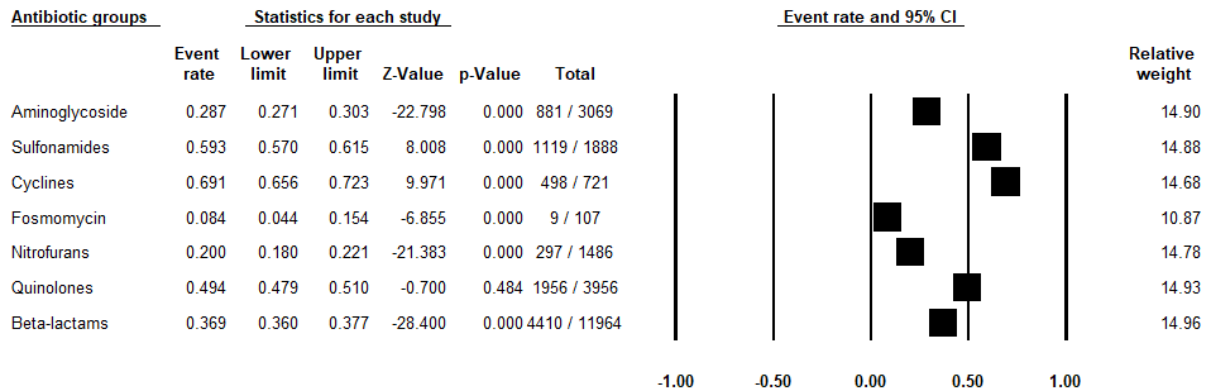 Antibiotic groups Statistics for each study Event rate and 95% CI
Event rate Lower limit Upper limit Z-Value p-Value Total Relative weight
Aminoglycoside 0.287 0.271 0.303 -22.798 0.000 881 / 3069 14.90
Sulfonamides 0.593 0.570 0.615 8.008 0.000 1119 / 1888 14.88
Cyclines 0.691 0.656 0.723 9.971 0.000 498 / 721 14.68
Fosmomycin 0.084 0.044 0.154 -6.855 0.000 9 / 107 10.87
Nitrofurans 0.200 0.180 0.221 -21.383 0.000 297 / 1486 14.78
Quinolones 0.494 0.479 0.510 -0.700 0.484 1956 / 3956 14.93
Beta-lactams 0.369 0.360 0.377 -28.400 0.000 4410 / 11964 14.96
-1.00 -0.50 0.00 0.50 1.00